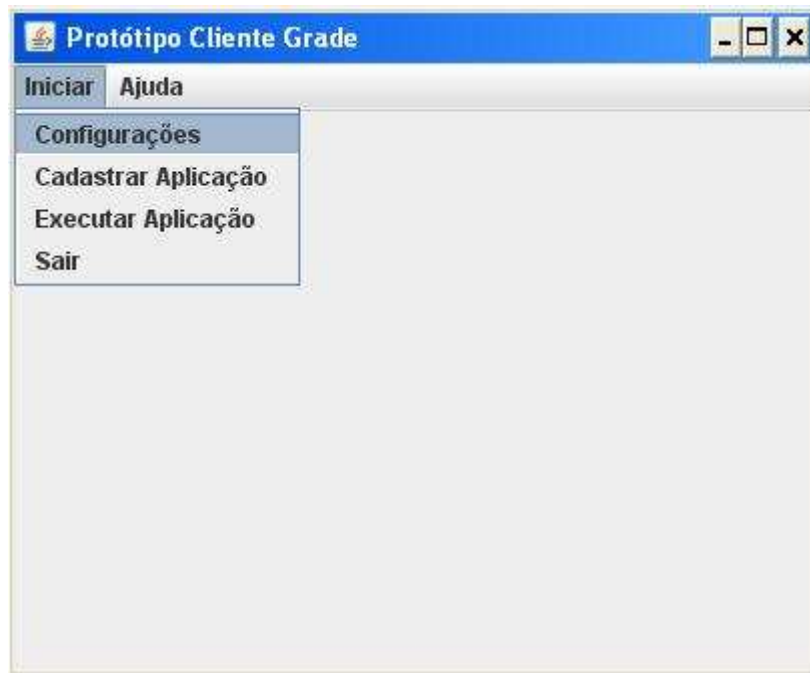 Protótipo Cliente Grade
Iniciar Ajuda
Configurações
Cadastrar Aplicação
Executar Aplicação
Sair